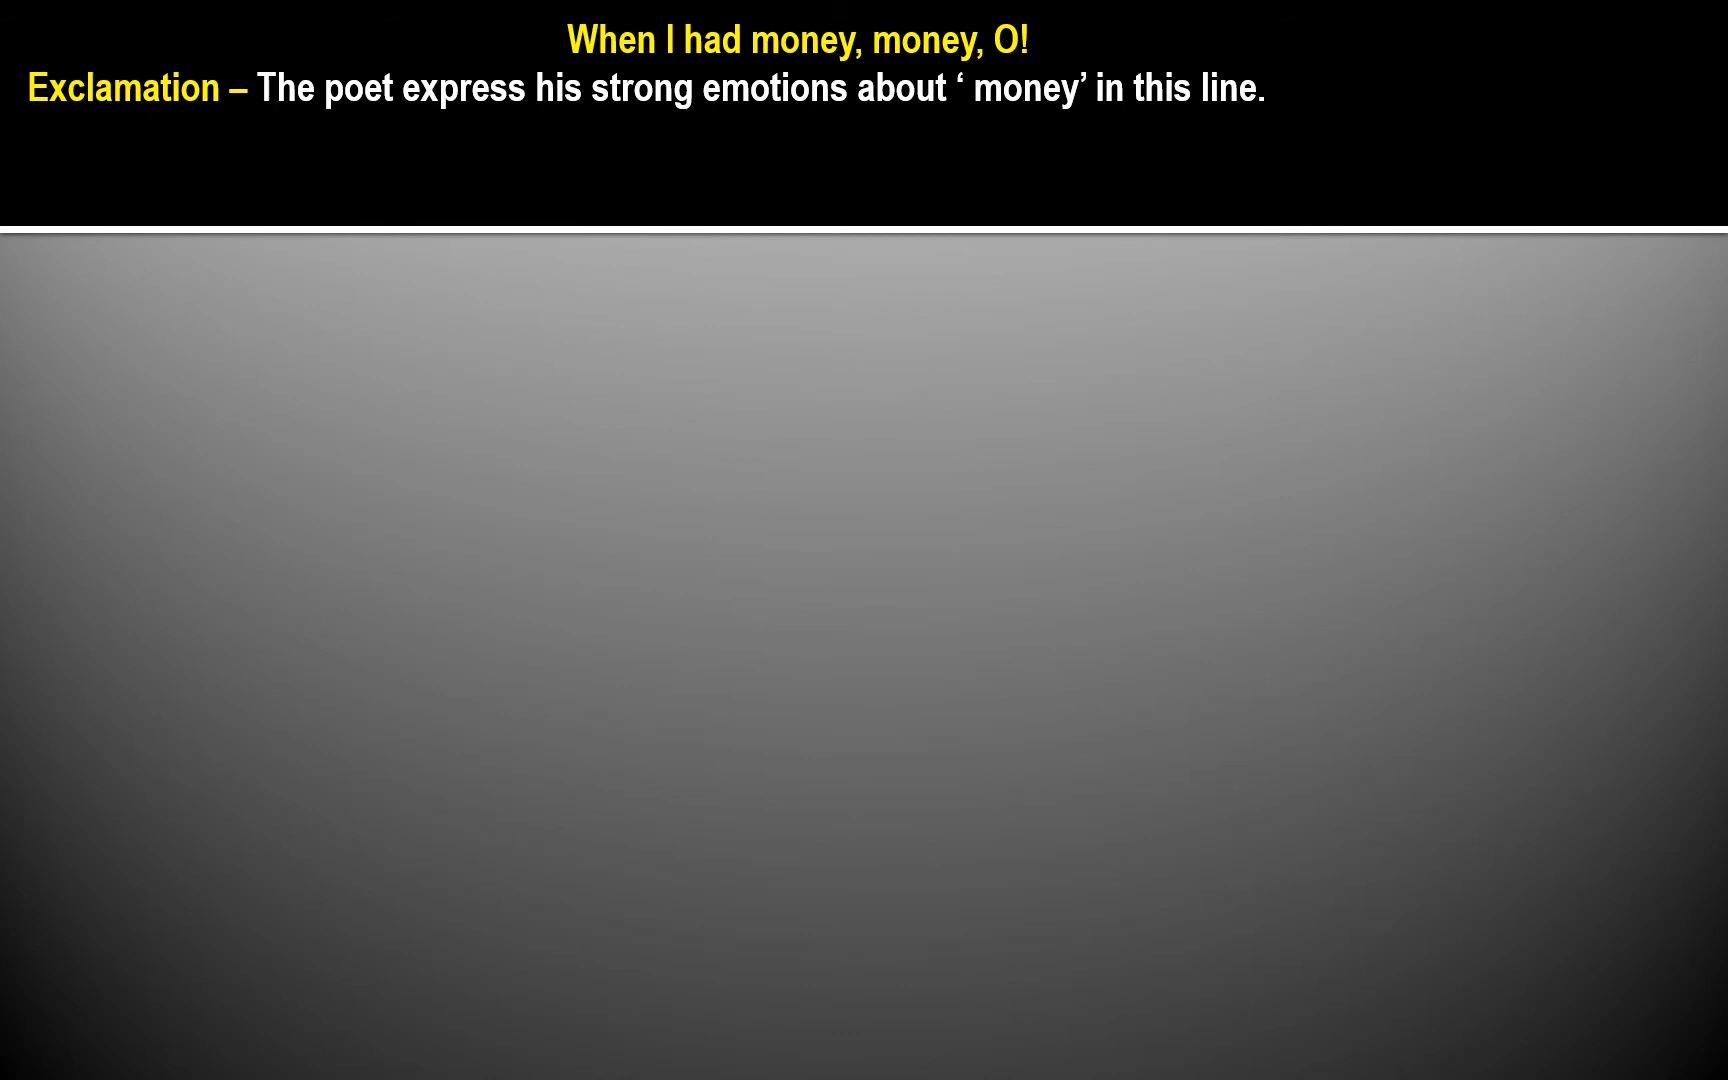 When I had money, money, O!
Exclamation – The poet express his strong emotions about ‘ money’ in this line.